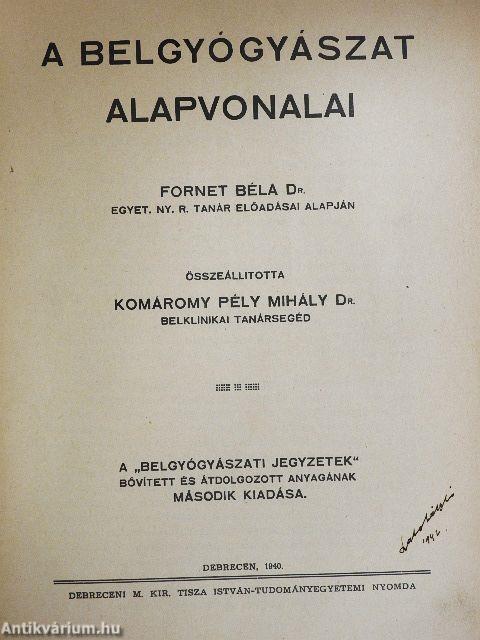 A BELGYÓGYÁSZAT
ALAPVONALAI
FORNET BÉLA DR.
EGYET. NY. R. TANÁR ELŐADÁSAI ALAPJÁN
ÖSSZEÁLLITOTTA
KOMÁROMY PÉLY MIHÁLY DR.
BELKLINIKAI TANÁRSEGÉD
A „BELGYÓGYÁSZATI JEGYZETEK"
BŐVÍTETT ÉS ÁTDOLGOZOTT ANYAGÁNAK
MÁSODIK KIADÁSA.
1942.
DEBRECEN, 1940.
DEBRECENI M. KIR. TISZA ISTVÁN-TUDOMÁNYEGYETEMI NYOMDA
Antikvárium.hu